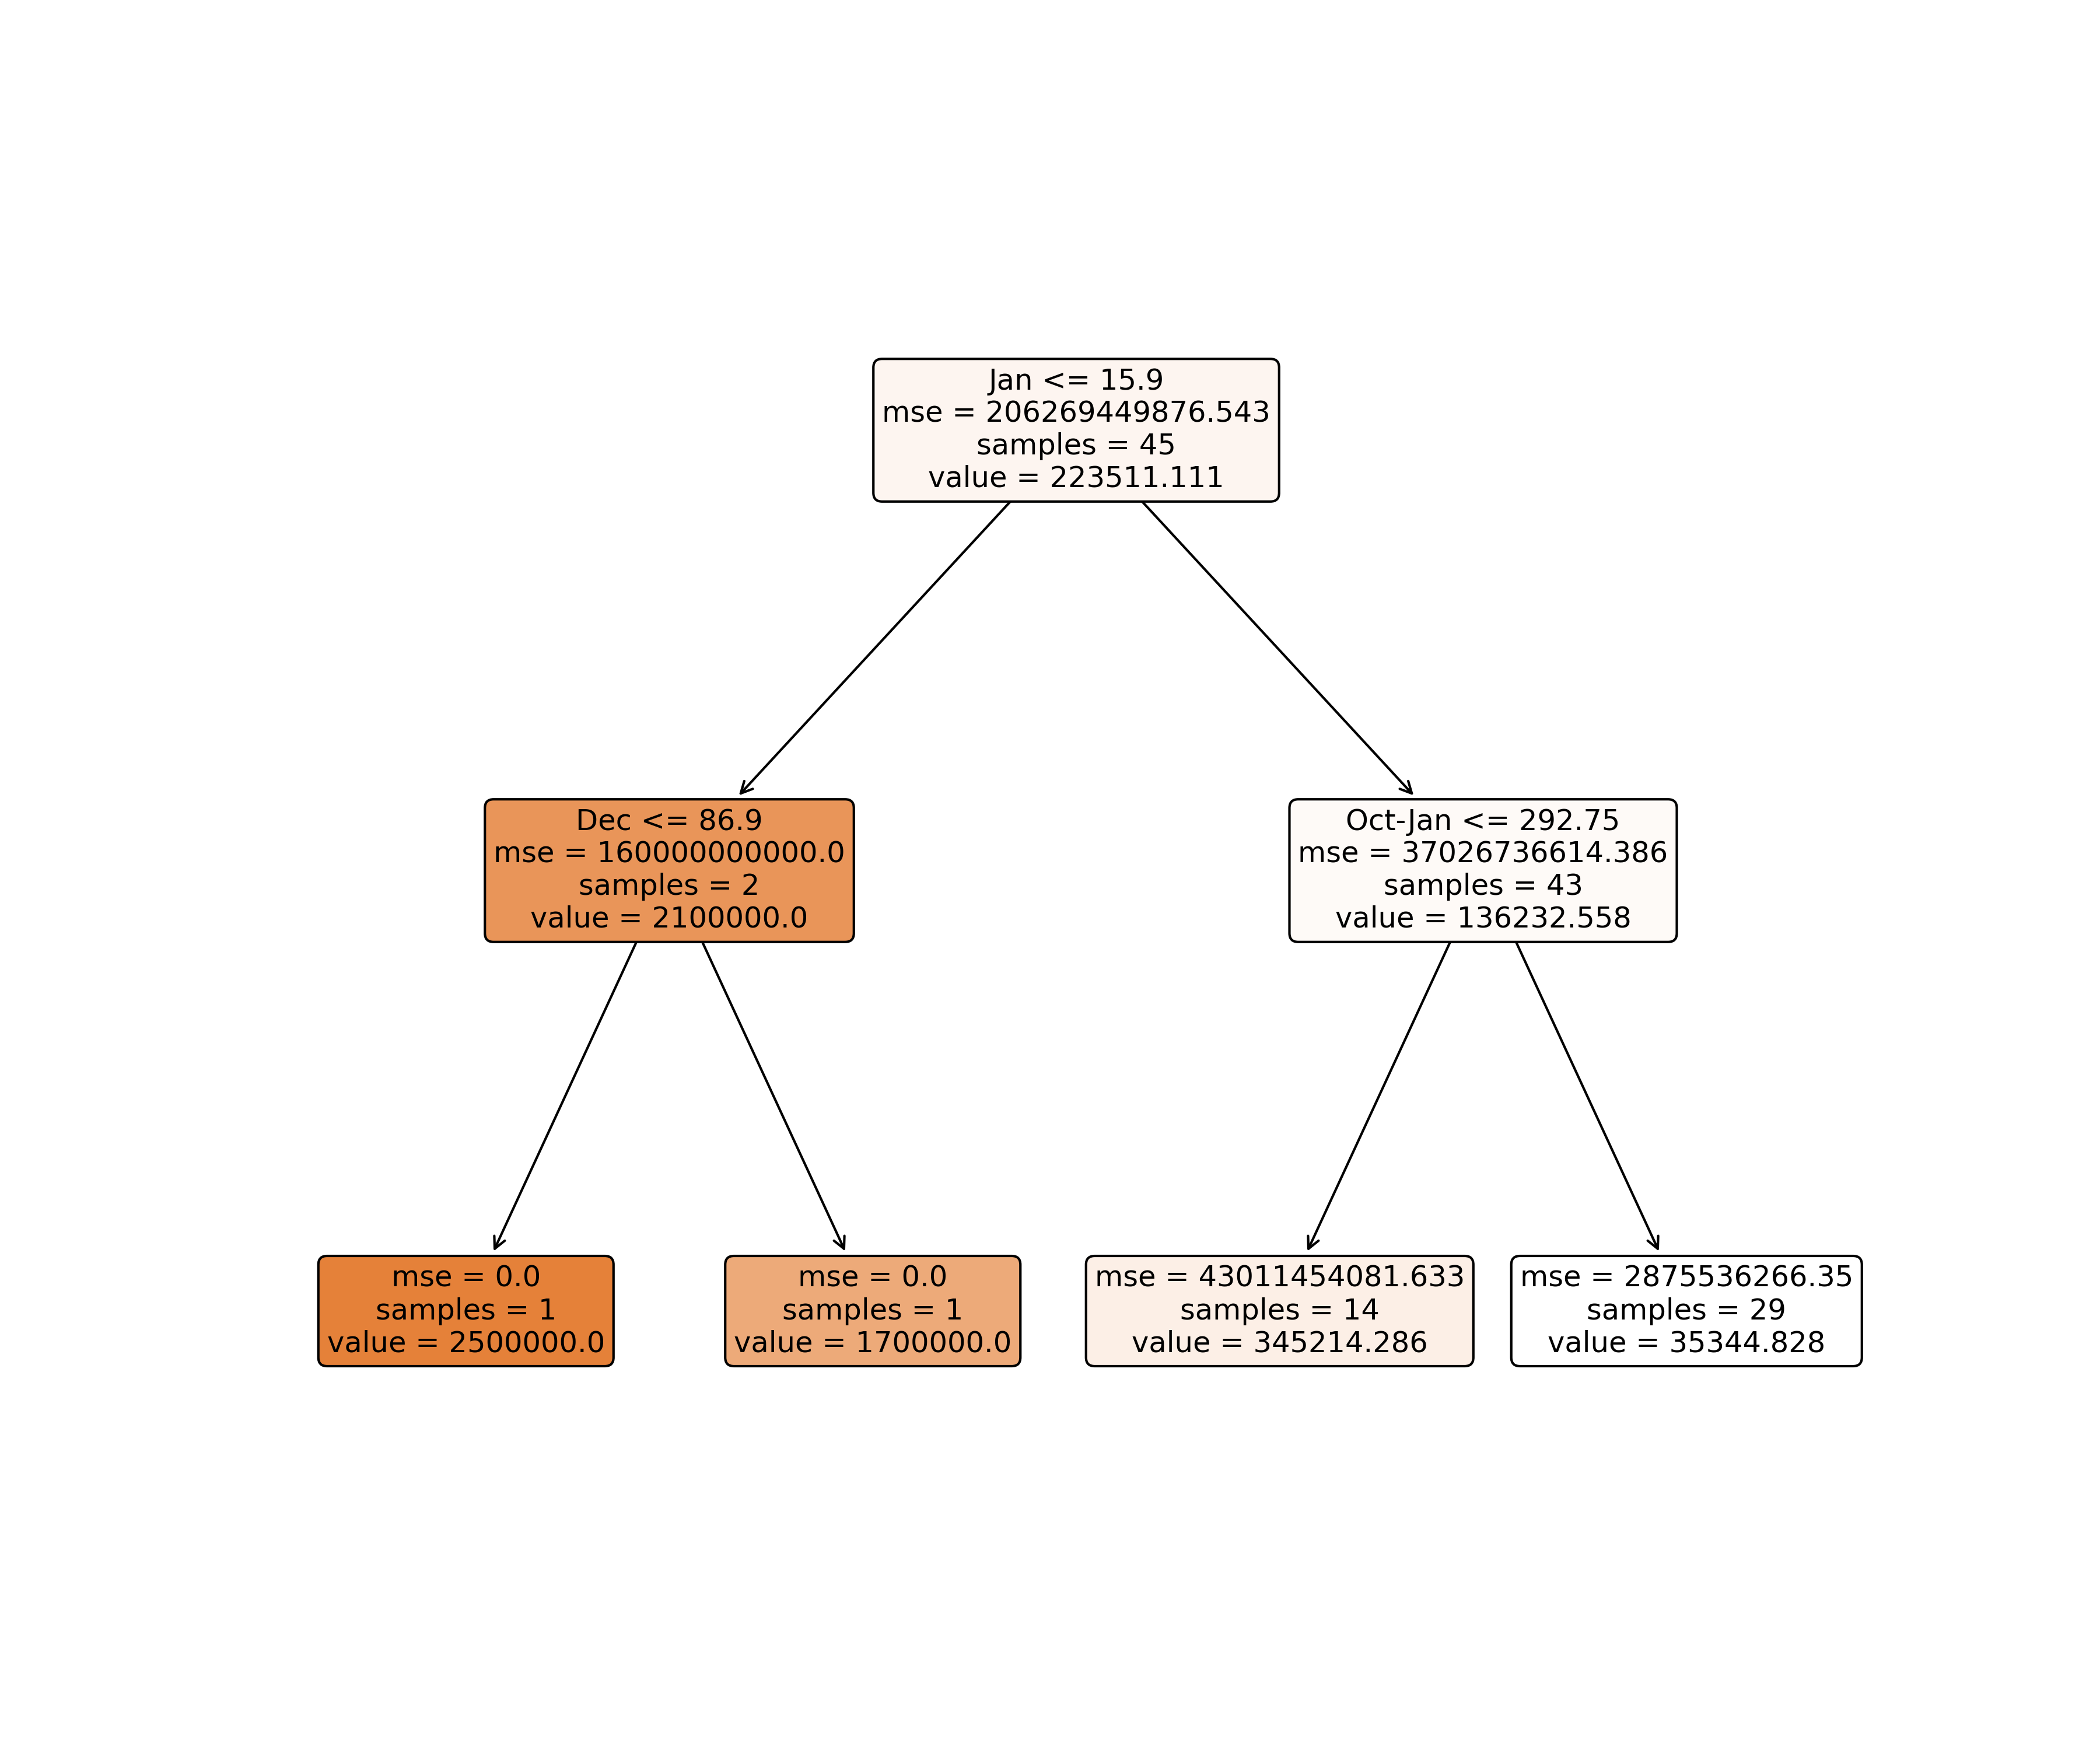 Jan <= 15.9
mse = 206269449876.543
samples = 45
value = 223511.111
Dec <= 86.9
mse = 160000000000.0
samples = 2
value = 2100000.0
Oct-Jan <= 292.75
mse = 37026736614.386
samples = 43
value = 136232.558
mse = 0.0
samples = 1
value = 2500000.0
mse = 0.0
samples = 1
value = 1700000.0
mse = 43011454081.633
samples = 14
value = 345214.286
mse = 2875536266.35
samples = 29
value = 35344.828